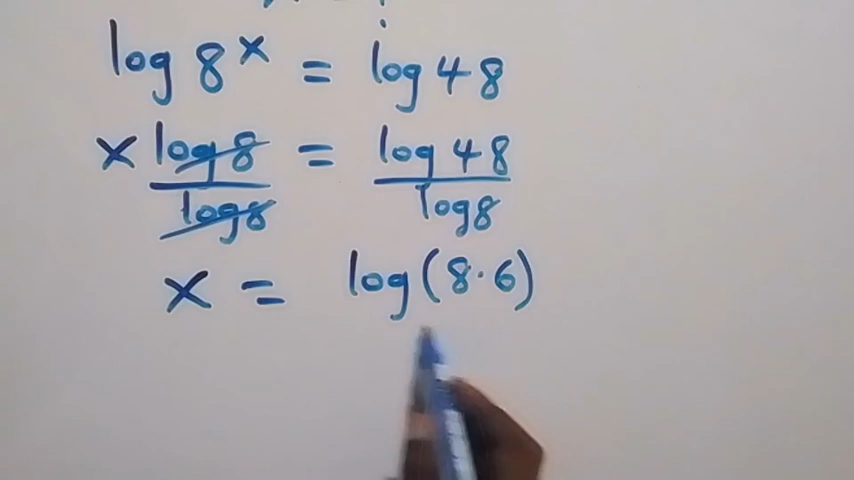 log 8^x = log 48
x log 8 / log 8 = log 48 / log 8
x = log(8·6)